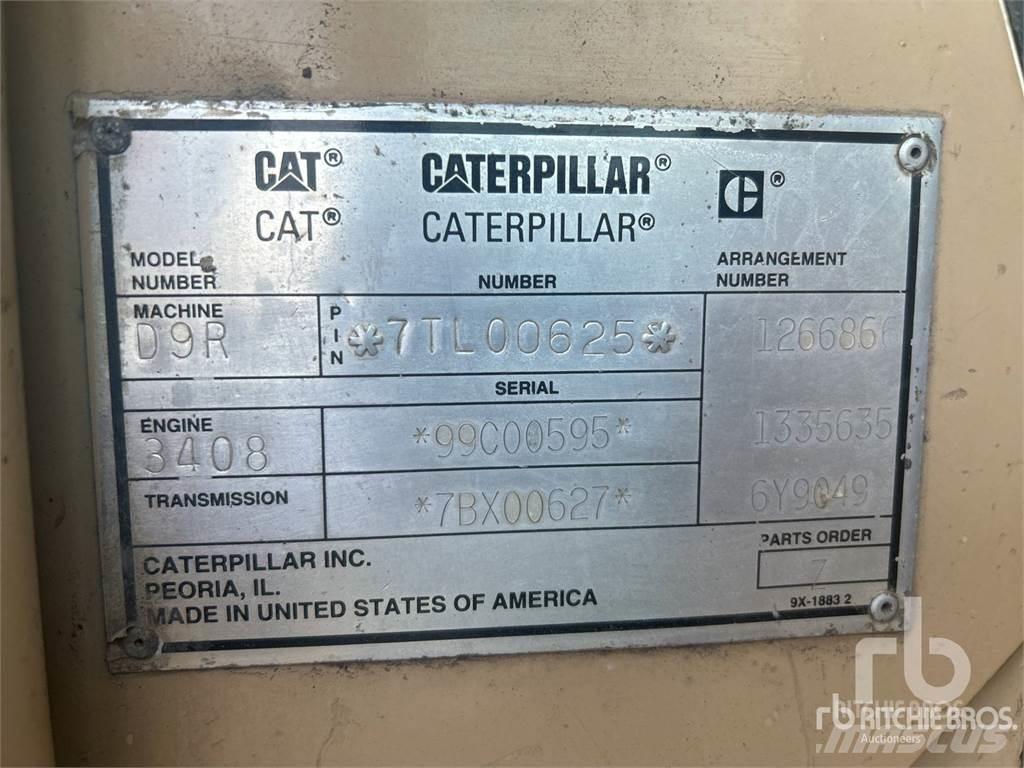 CAT® CATERPILLAR® C®
CAT® CATERPILLAR®
MODEL NUMBER
NUMBER
ARRANGEMENT NUMBER
MACHINE
D9R
PIN
*7TL00625*
1266866
SERIAL
ENGINE
3408
*99C00595*
1335635
TRANSMISSION
*7BX00627*
6Y9049
CATERPILLAR INC.
PEORIA, IL.
MADE IN UNITED STATES OF AMERICA
PARTS ORDER
7
9X-1883 2
rb
rb RITCHIE BROS.
Auctioneers
Mascus